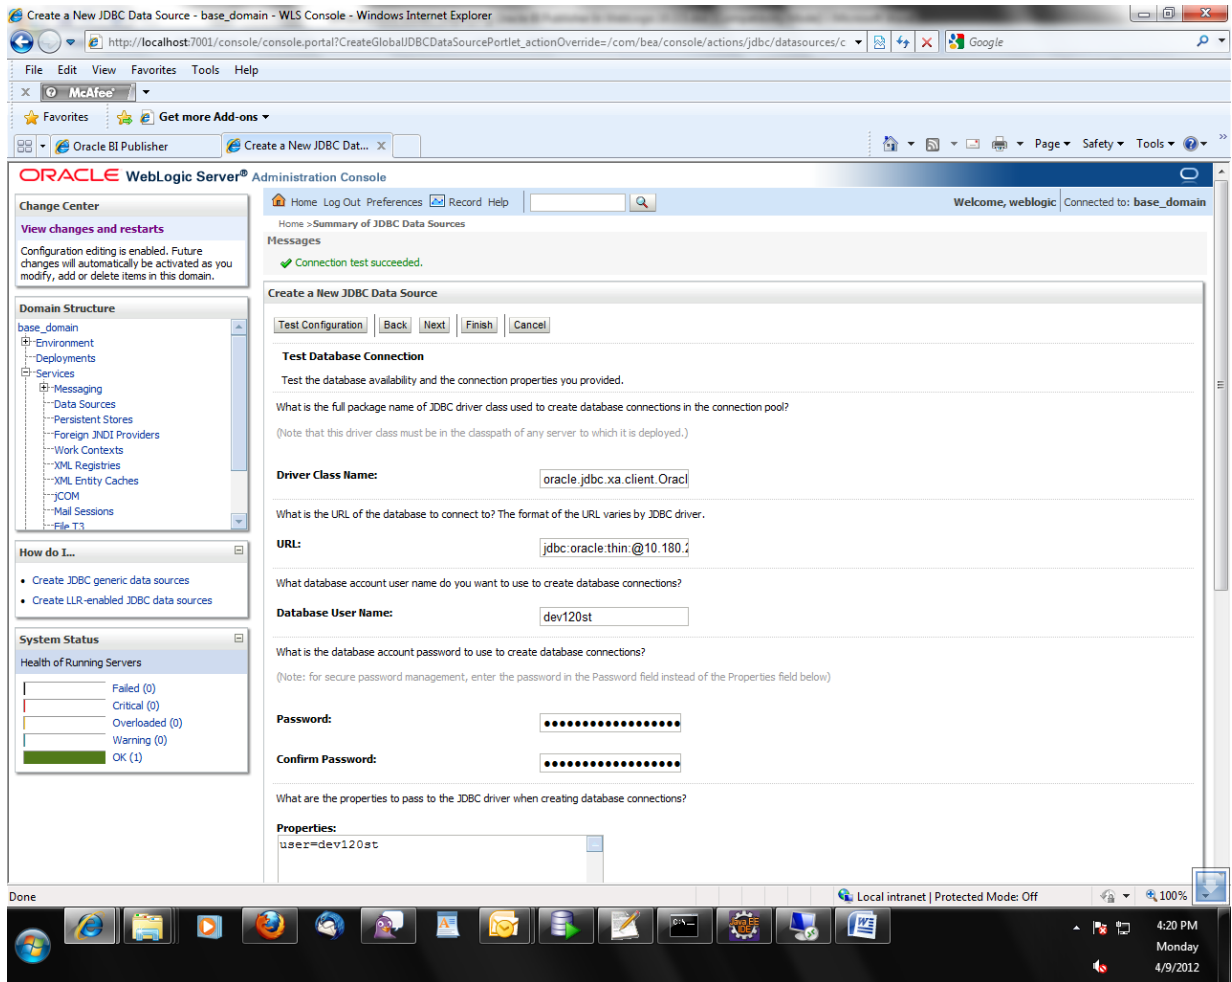 Create a New JDBC Data Source - base_domain - WLS Console - Windows Internet Explorer
http://localhost:7001/console/console.portal?CreateGlobalJDBCDataSourcePortlet_actionOverride=/com/bea/console/actions/jdbc/datasources/c
Google
File Edit View Favorites Tools Help
x McAfee
Favorites Get more Add-ons
Oracle BI Publisher Create a New JDBC Dat... X Page Safety Tools
ORACLE WebLogic Server® Administration Console
Change Center
View changes and restarts
Configuration editing is enabled. Future
changes will automatically be activated as you
modify, add or delete items in this domain.
Domain Structure
base_domain
Environment
Deployments
Services
Messaging
Data Sources
Persistent Stores
Foreign JNDI Providers
Work Contexts
XML Registries
XML Entity Caches
jCOM
Mail Sessions
File T3
How do I...
Create JDBC generic data sources
Create LLR-enabled JDBC data sources
System Status
Health of Running Servers
Failed (0)
Critical (0)
Overloaded (0)
Warning (0)
OK (1)
Home Log Out Preferences Record Help
Welcome, weblogic Connected to: base_domain
Home >Summary of JDBC Data Sources
Messages
Connection test succeeded.
Create a New JDBC Data Source
Test Configuration Back Next Finish Cancel
Test Database Connection
Test the database availability and the connection properties you provided.
What is the full package name of JDBC driver class used to create database connections in the connection pool?
(Note that this driver class must be in the classpath of any server to which it is deployed.)
Driver Class Name: oracle.jdbc.xa.client.Oracl
What is the URL of the database to connect to? The format of the URL varies by JDBC driver.
URL: jdbc:oracle:thin:@10.180.2
What database account user name do you want to use to create database connections?
Database User Name: dev120st
What is the database account password to use to create database connections?
(Note: for secure password management, enter the password in the Password field instead of the Properties field below)
Password: ●●●●●●●●●●●●●●●●●●
Confirm Password: ●●●●●●●●●●●●●●●●●●
What are the properties to pass to the JDBC driver when creating database connections?
Properties:
user=dev120st
Done Local intranet | Protected Mode: Off 100%
4:20 PM
Monday
4/9/2012